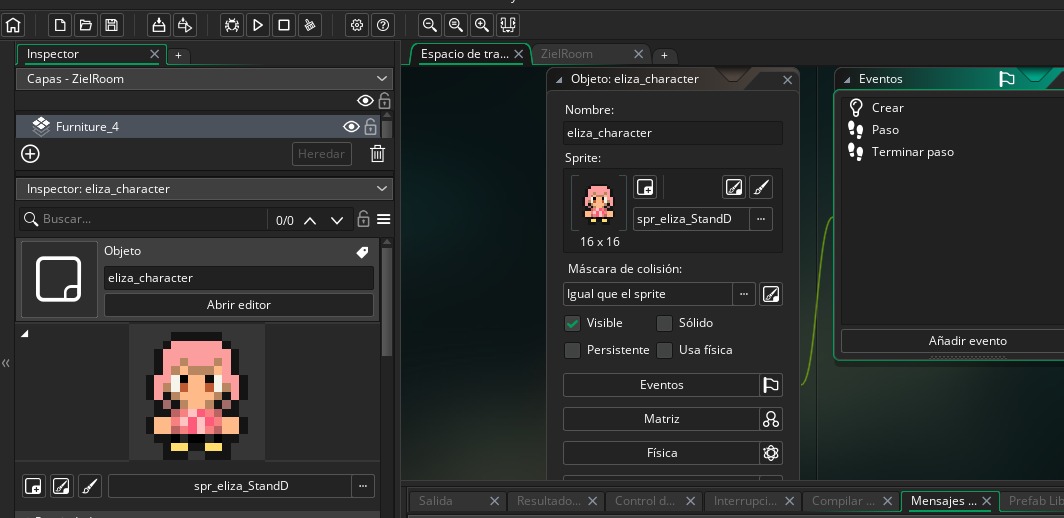 Inspector
Capas - ZielRoom
Furniture_4
Heredar
Inspector: eliza_character
Buscar...
0/0
Objeto
eliza_character
Abrir editor
spr_eliza_StandD
...
Espacio de tra...
ZielRoom
Objeto: eliza_character
Nombre:
eliza_character
Sprite:
spr_eliza_StandD
...
16 x 16
Máscara de colisión:
Igual que el sprite
...
Visible
Sólido
Persistente
Usa física
Eventos
Matriz
Física
Eventos
Crear
Paso
Terminar paso
Añadir evento
Salida
Resultado...
Control d...
Interrupci...
Compilar ...
Mensajes ...
Prefab Lib